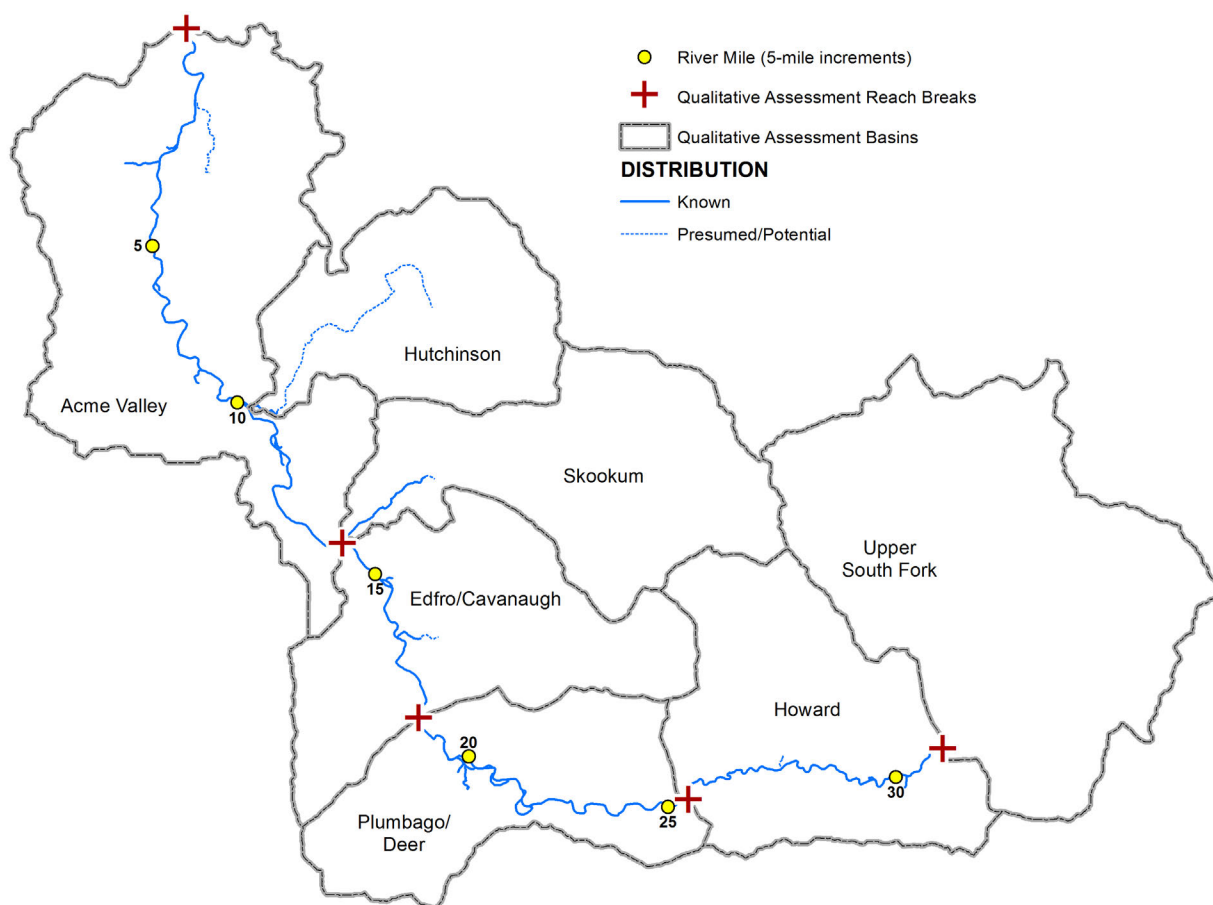 River Mile (5-mile increments)
Qualitative Assessment Reach Breaks
Qualitative Assessment Basins
DISTRIBUTION
Known
Presumed/Potential
5
Hutchinson
Acme Valley
10
Skookum
Upper
South Fork
15
Edfro/Cavanaugh
Howard
20
30
25
Plumbago/
Deer